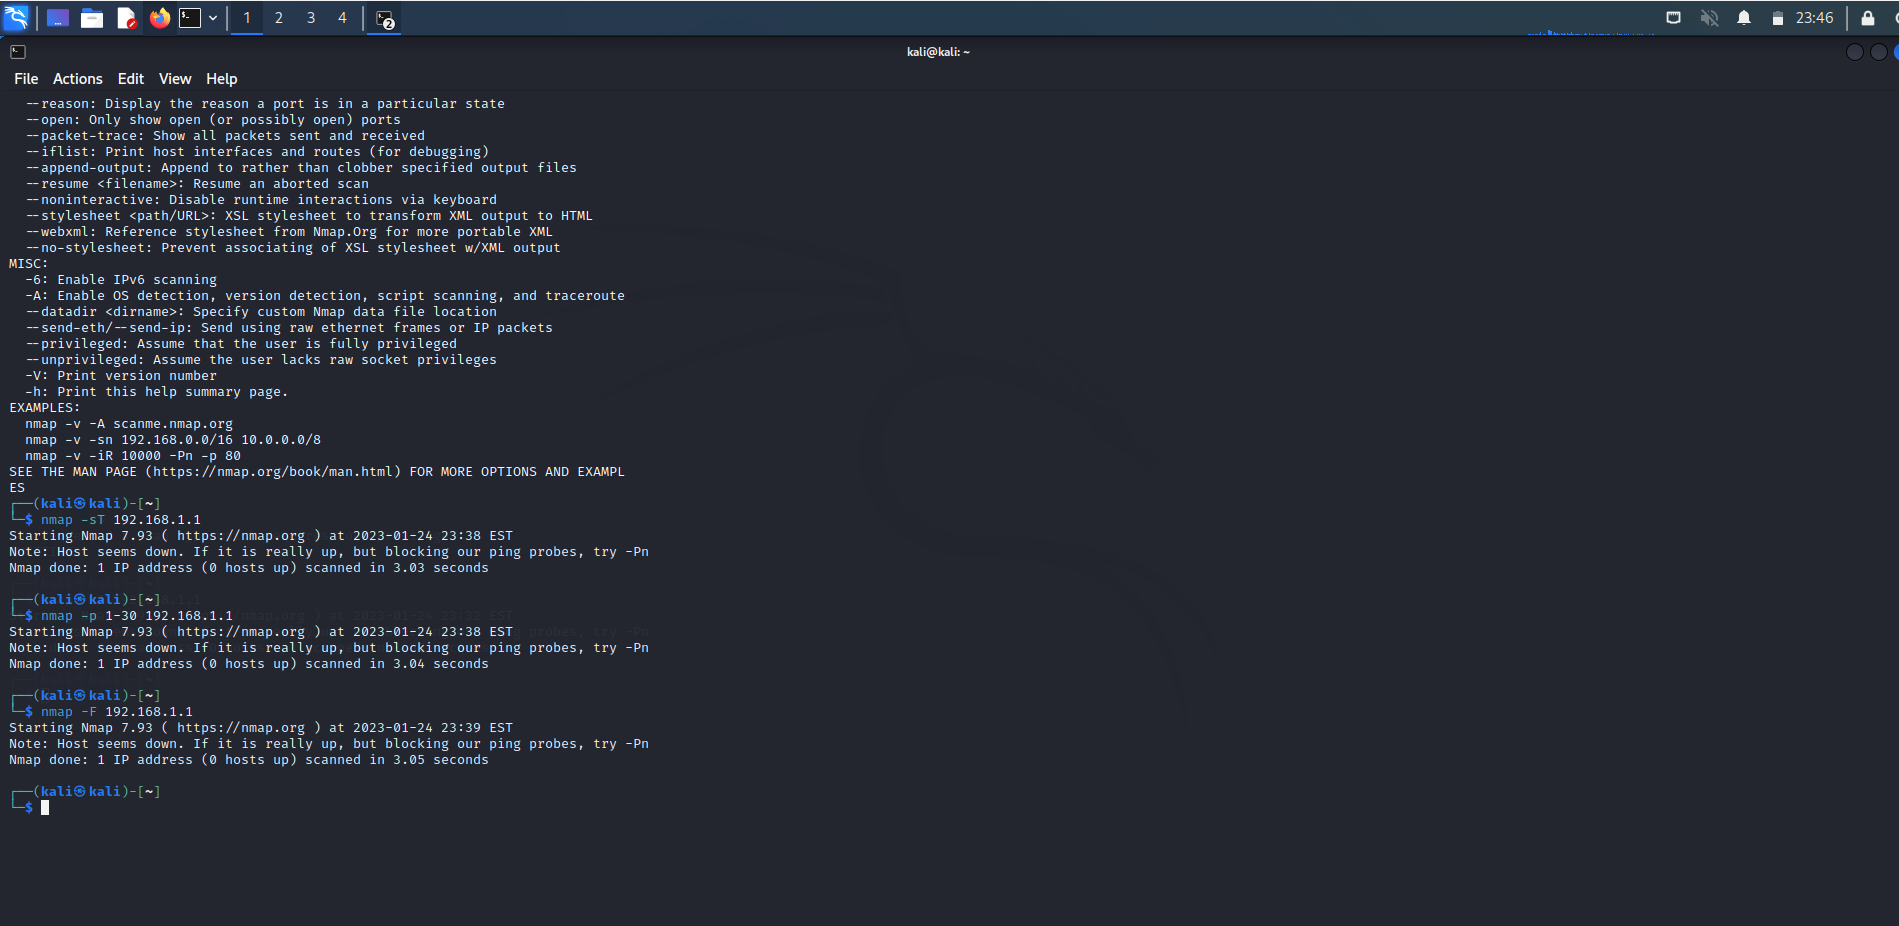 1 2 3 4 2 23:46
kali@kali: ~
File Actions Edit View Help
--reason: Display the reason a port is in a particular state
--open: Only show open (or possibly open) ports
--packet-trace: Show all packets sent and received
--iflist: Print host interfaces and routes (for debugging)
--append-output: Append to rather than clobber specified output files
--resume <filename>: Resume an aborted scan
--noninteractive: Disable runtime interactions via keyboard
--stylesheet <path/URL>: XSL stylesheet to transform XML output to HTML
--webxml: Reference stylesheet from Nmap.Org for more portable XML
--no-stylesheet: Prevent associating of XSL stylesheet w/XML output
MISC:
-6: Enable IPv6 scanning
-A: Enable OS detection, version detection, script scanning, and traceroute
--datadir <dirname>: Specify custom Nmap data file location
--send-eth/--send-ip: Send using raw ethernet frames or IP packets
--privileged: Assume that the user is fully privileged
--unprivileged: Assume the user lacks raw socket privileges
-V: Print version number
-h: Print this help summary page.
EXAMPLES:
nmap -v -A scanme.nmap.org
nmap -v -sn 192.168.0.0/16 10.0.0.0/8
nmap -v -iR 10000 -Pn -p 80
SEE THE MAN PAGE (https://nmap.org/book/man.html) FOR MORE OPTIONS AND EXAMPL
ES
┌──(kali㉿kali)-[~]
└─$ nmap -sT 192.168.1.1
Starting Nmap 7.93 ( https://nmap.org ) at 2023-01-24 23:38 EST
Note: Host seems down. If it is really up, but blocking our ping probes, try -Pn
Nmap done: 1 IP address (0 hosts up) scanned in 3.03 seconds
┌──(kali㉿kali)-[~]
└─$ nmap -p 1-30 192.168.1.1
Starting Nmap 7.93 ( https://nmap.org ) at 2023-01-24 23:38 EST
Note: Host seems down. If it is really up, but blocking our ping probes, try -Pn
Nmap done: 1 IP address (0 hosts up) scanned in 3.04 seconds
┌──(kali㉿kali)-[~]
└─$ nmap -F 192.168.1.1
Starting Nmap 7.93 ( https://nmap.org ) at 2023-01-24 23:39 EST
Note: Host seems down. If it is really up, but blocking our ping probes, try -Pn
Nmap done: 1 IP address (0 hosts up) scanned in 3.05 seconds
┌──(kali㉿kali)-[~]
└─$